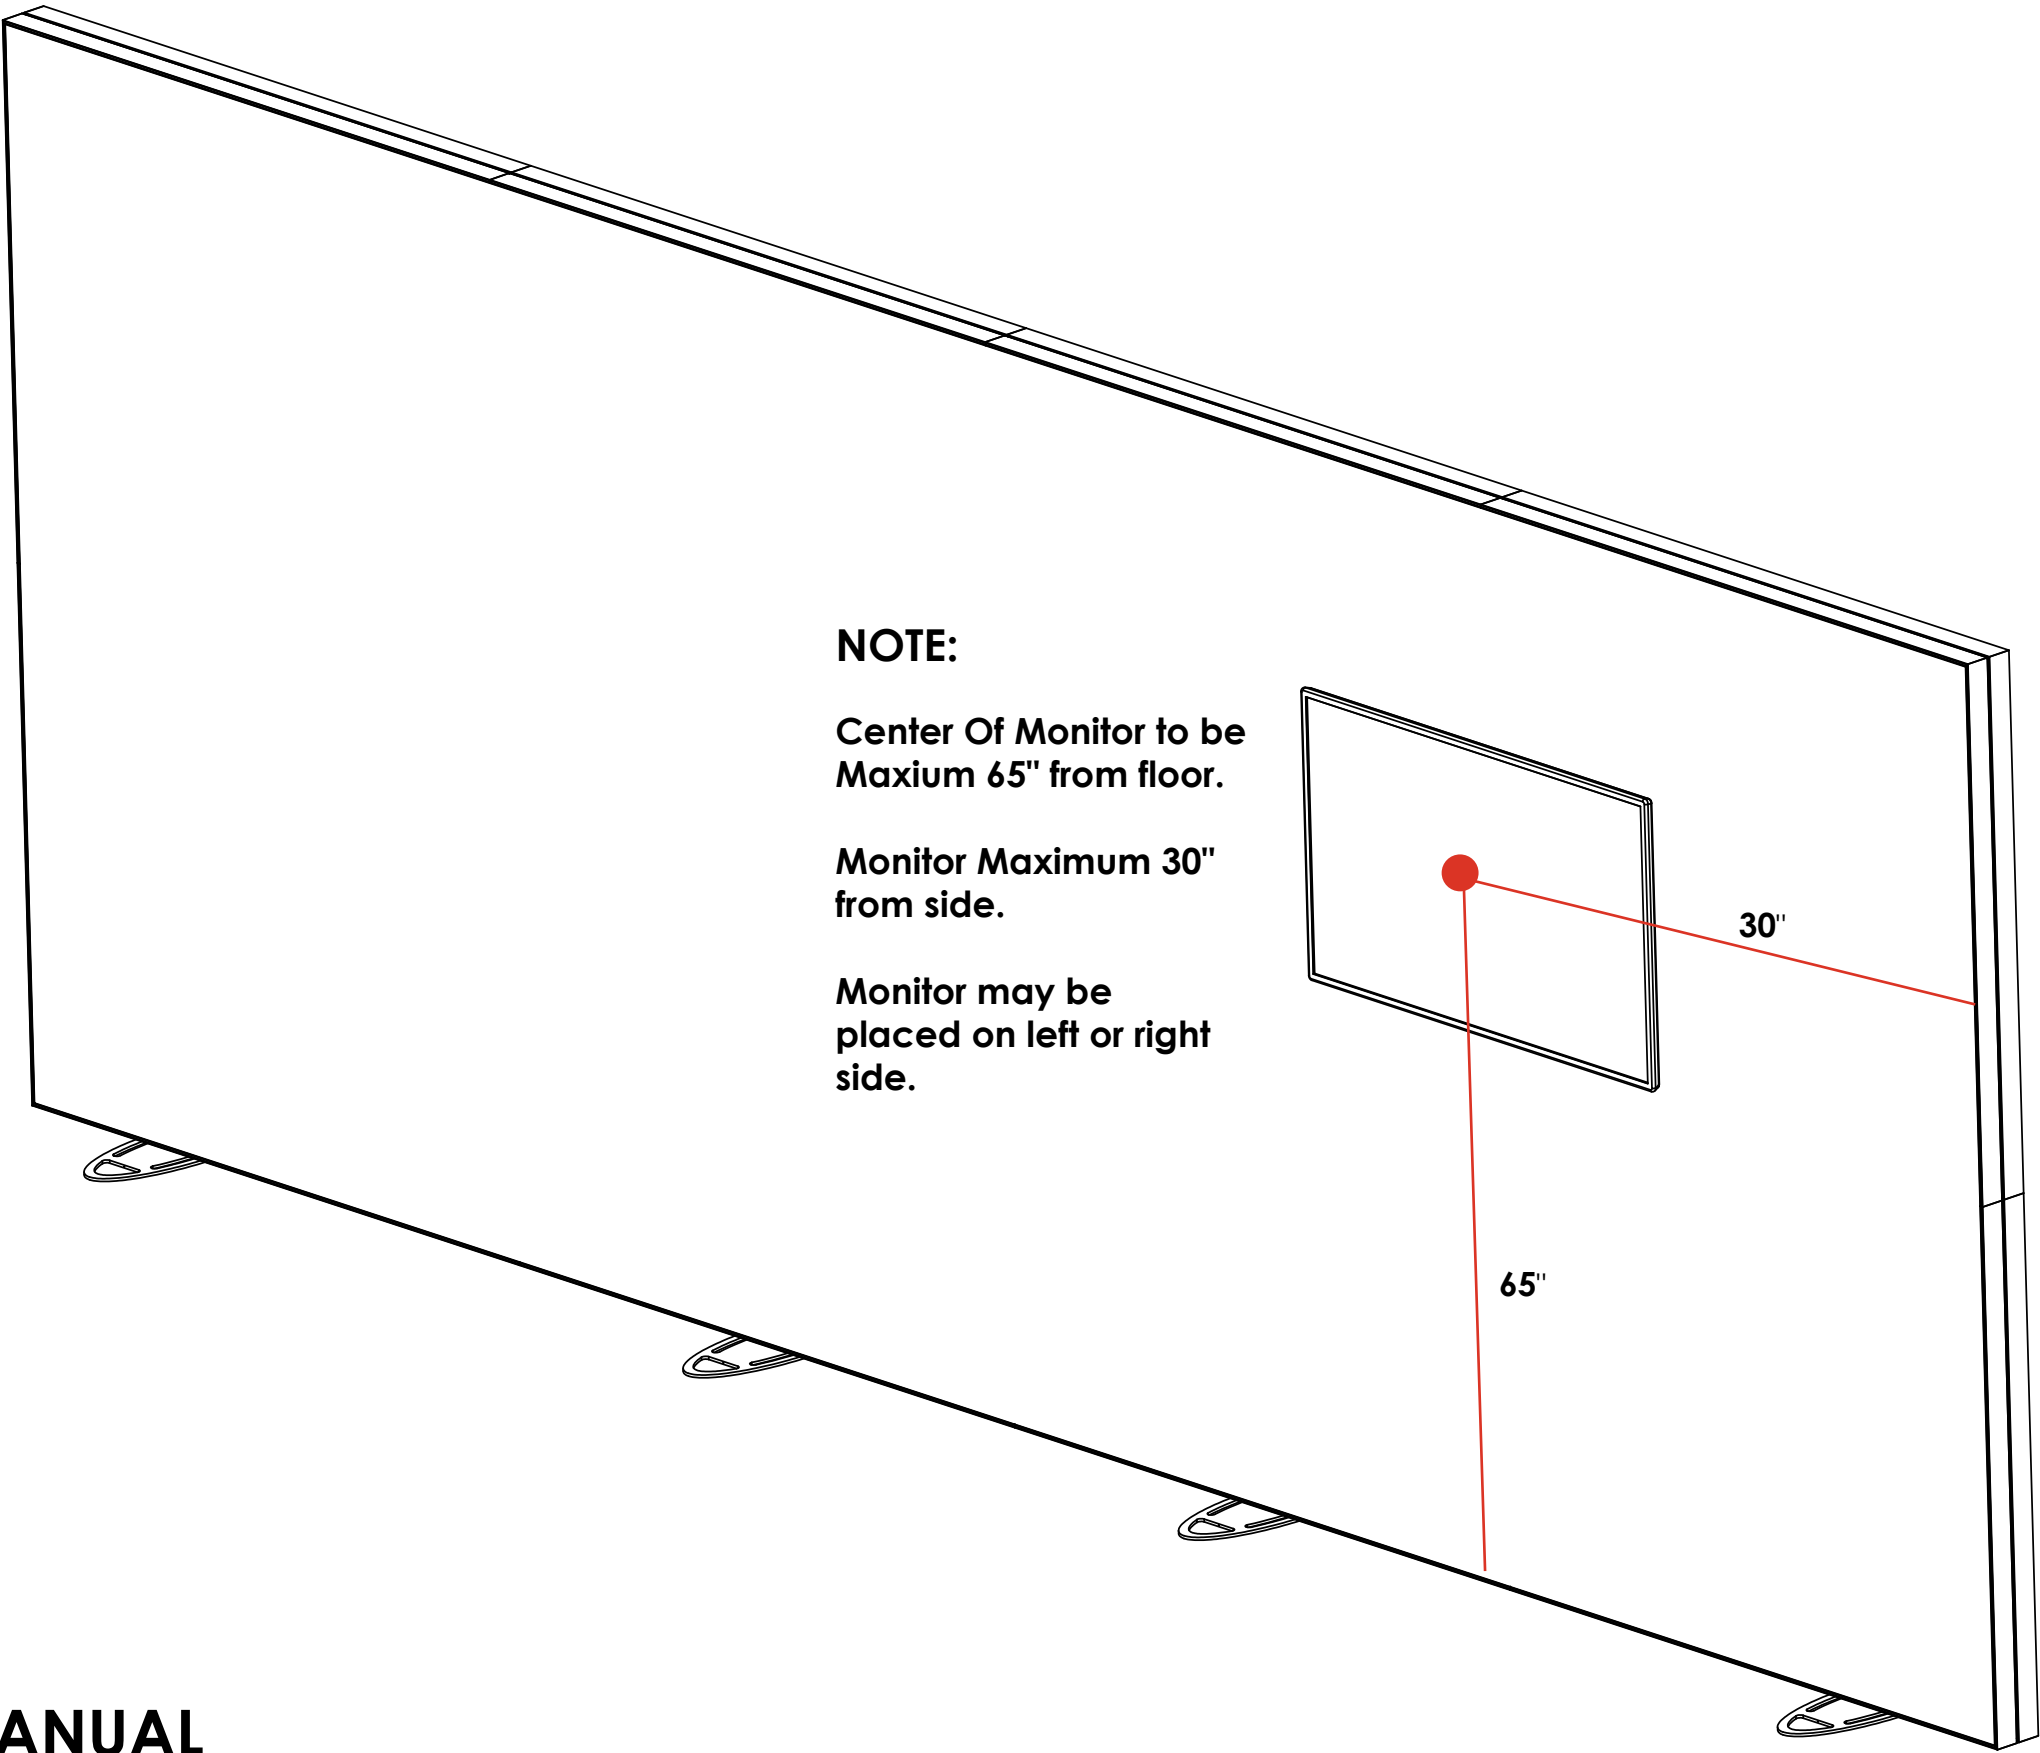 NOTE:
Center Of Monitor to be
Maxium 65" from floor.
Monitor Maximum 30"
from side.
Monitor may be
placed on left or right
side.
30"
65"
ANUAL